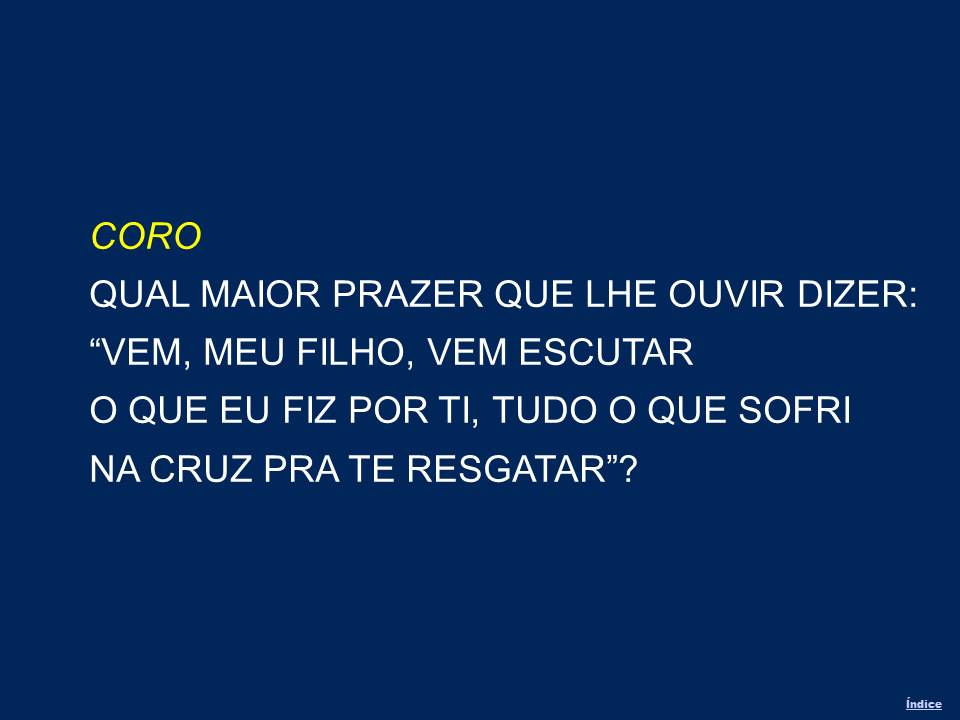 CORO
QUAL MAIOR PRAZER QUE LHE OUVIR DIZER:
“VEM, MEU FILHO, VEM ESCUTAR
O QUE EU FIZ POR TI, TUDO O QUE SOFRI
NA CRUZ PRA TE RESGATAR”?
Índice